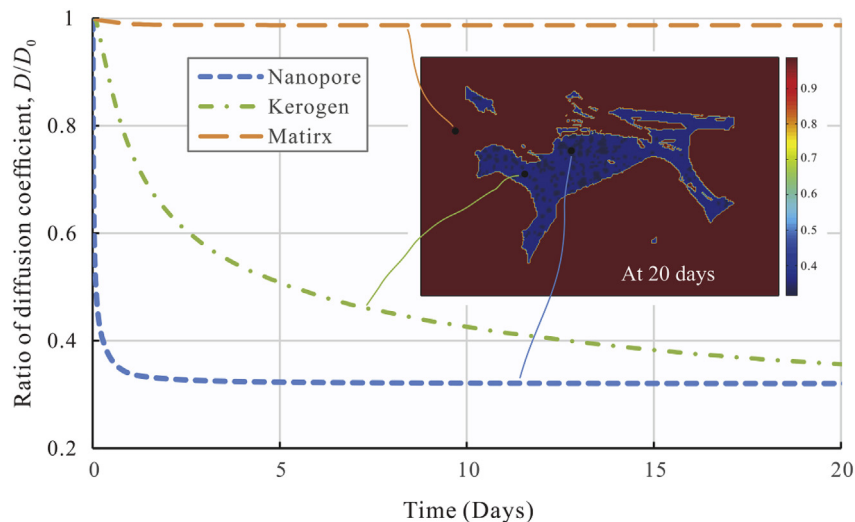 Ratio of diffusion coefficient, D/D0
1
0.8
0.6
0.4
0.2
Nanopore
Kerogen
Matirx
0.9
0.8
0.7
0.6
0.5
0.4
At 20 days
0
5
10
15
20
Time (Days)